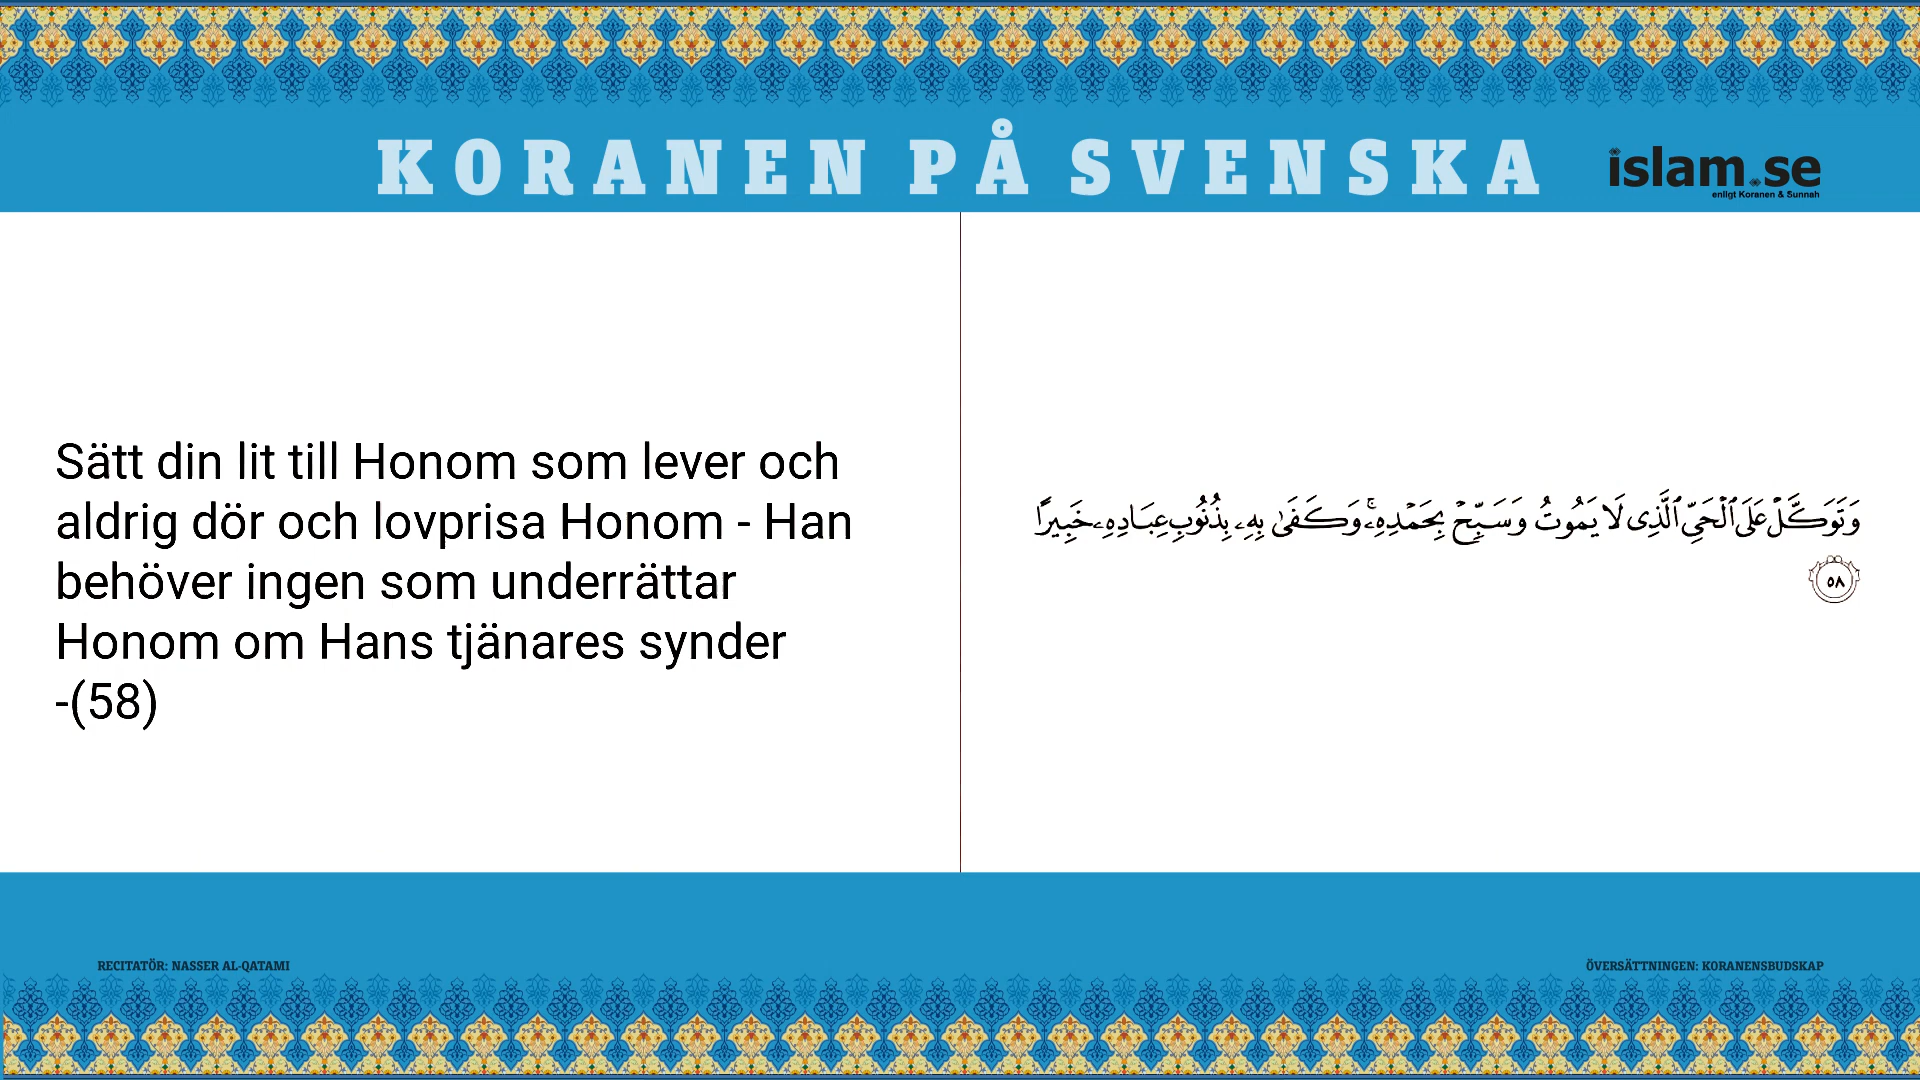 KORANEN PÅ SVENSKA
islam.se
enligt Koranen & Sunnah
Sätt din lit till Honom som lever och
aldrig dör och lovprisa Honom - Han
behöver ingen som underrättar
Honom om Hans tjänares synder
-(58)
وَتَوَكَّلْ عَلَى ٱلْحَىِّ ٱلَّذِى لَا يَمُوتُ وَسَبِّحْ بِحَمْدِهِۦ ۚ وَكَفَىٰ بِهِۦ بِذُنُوبِ عِبَادِهِۦ خَبِيرًا
٥٨
RECITATÖR: NASSER AL-QATAMI
ÖVERSÄTTNINGEN: KORANENSBUDSKAP